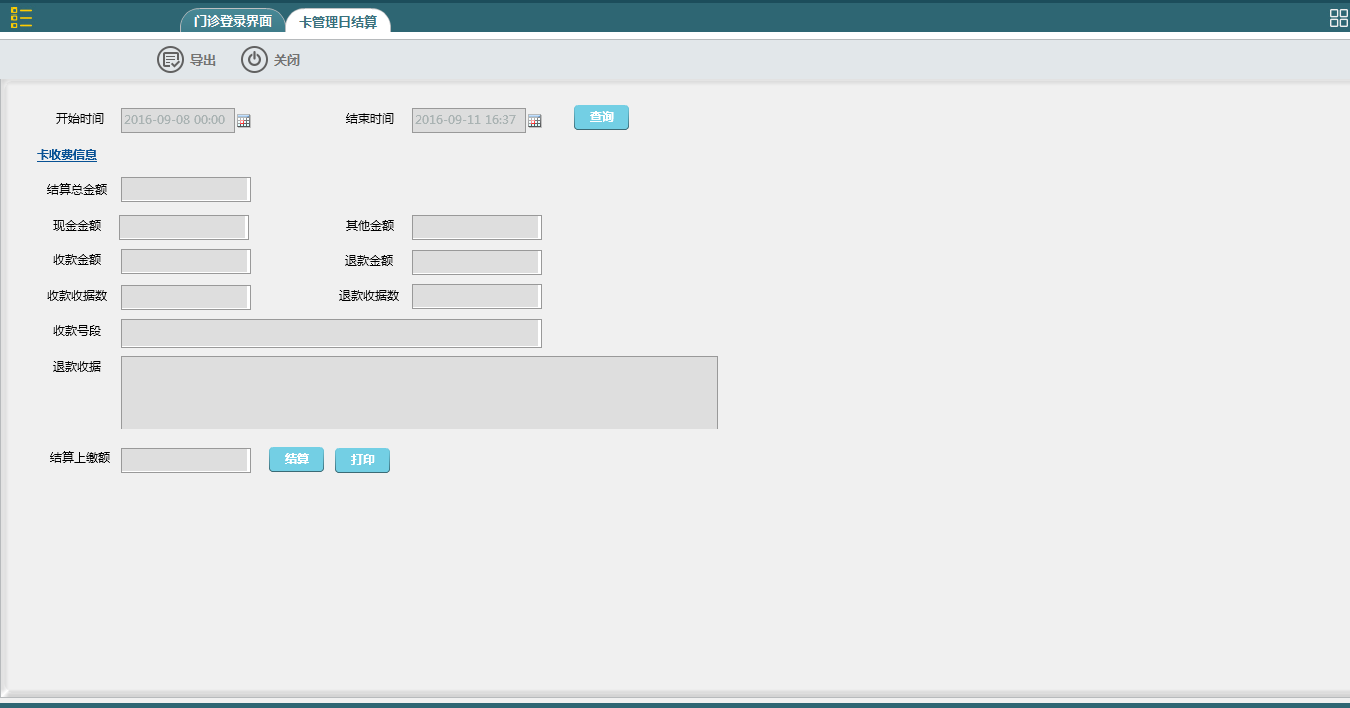 门诊登录界面 卡管理日结算
导出 关闭
开始时间 2016-09-08 00:00 结束时间 2016-09-11 16:37 查询
卡收费信息
结算总金额
现金金额 其他金额
收款金额 退款金额
收款收据数 退款收据数
收款号段
退款收据
结算上缴额 结算 打印